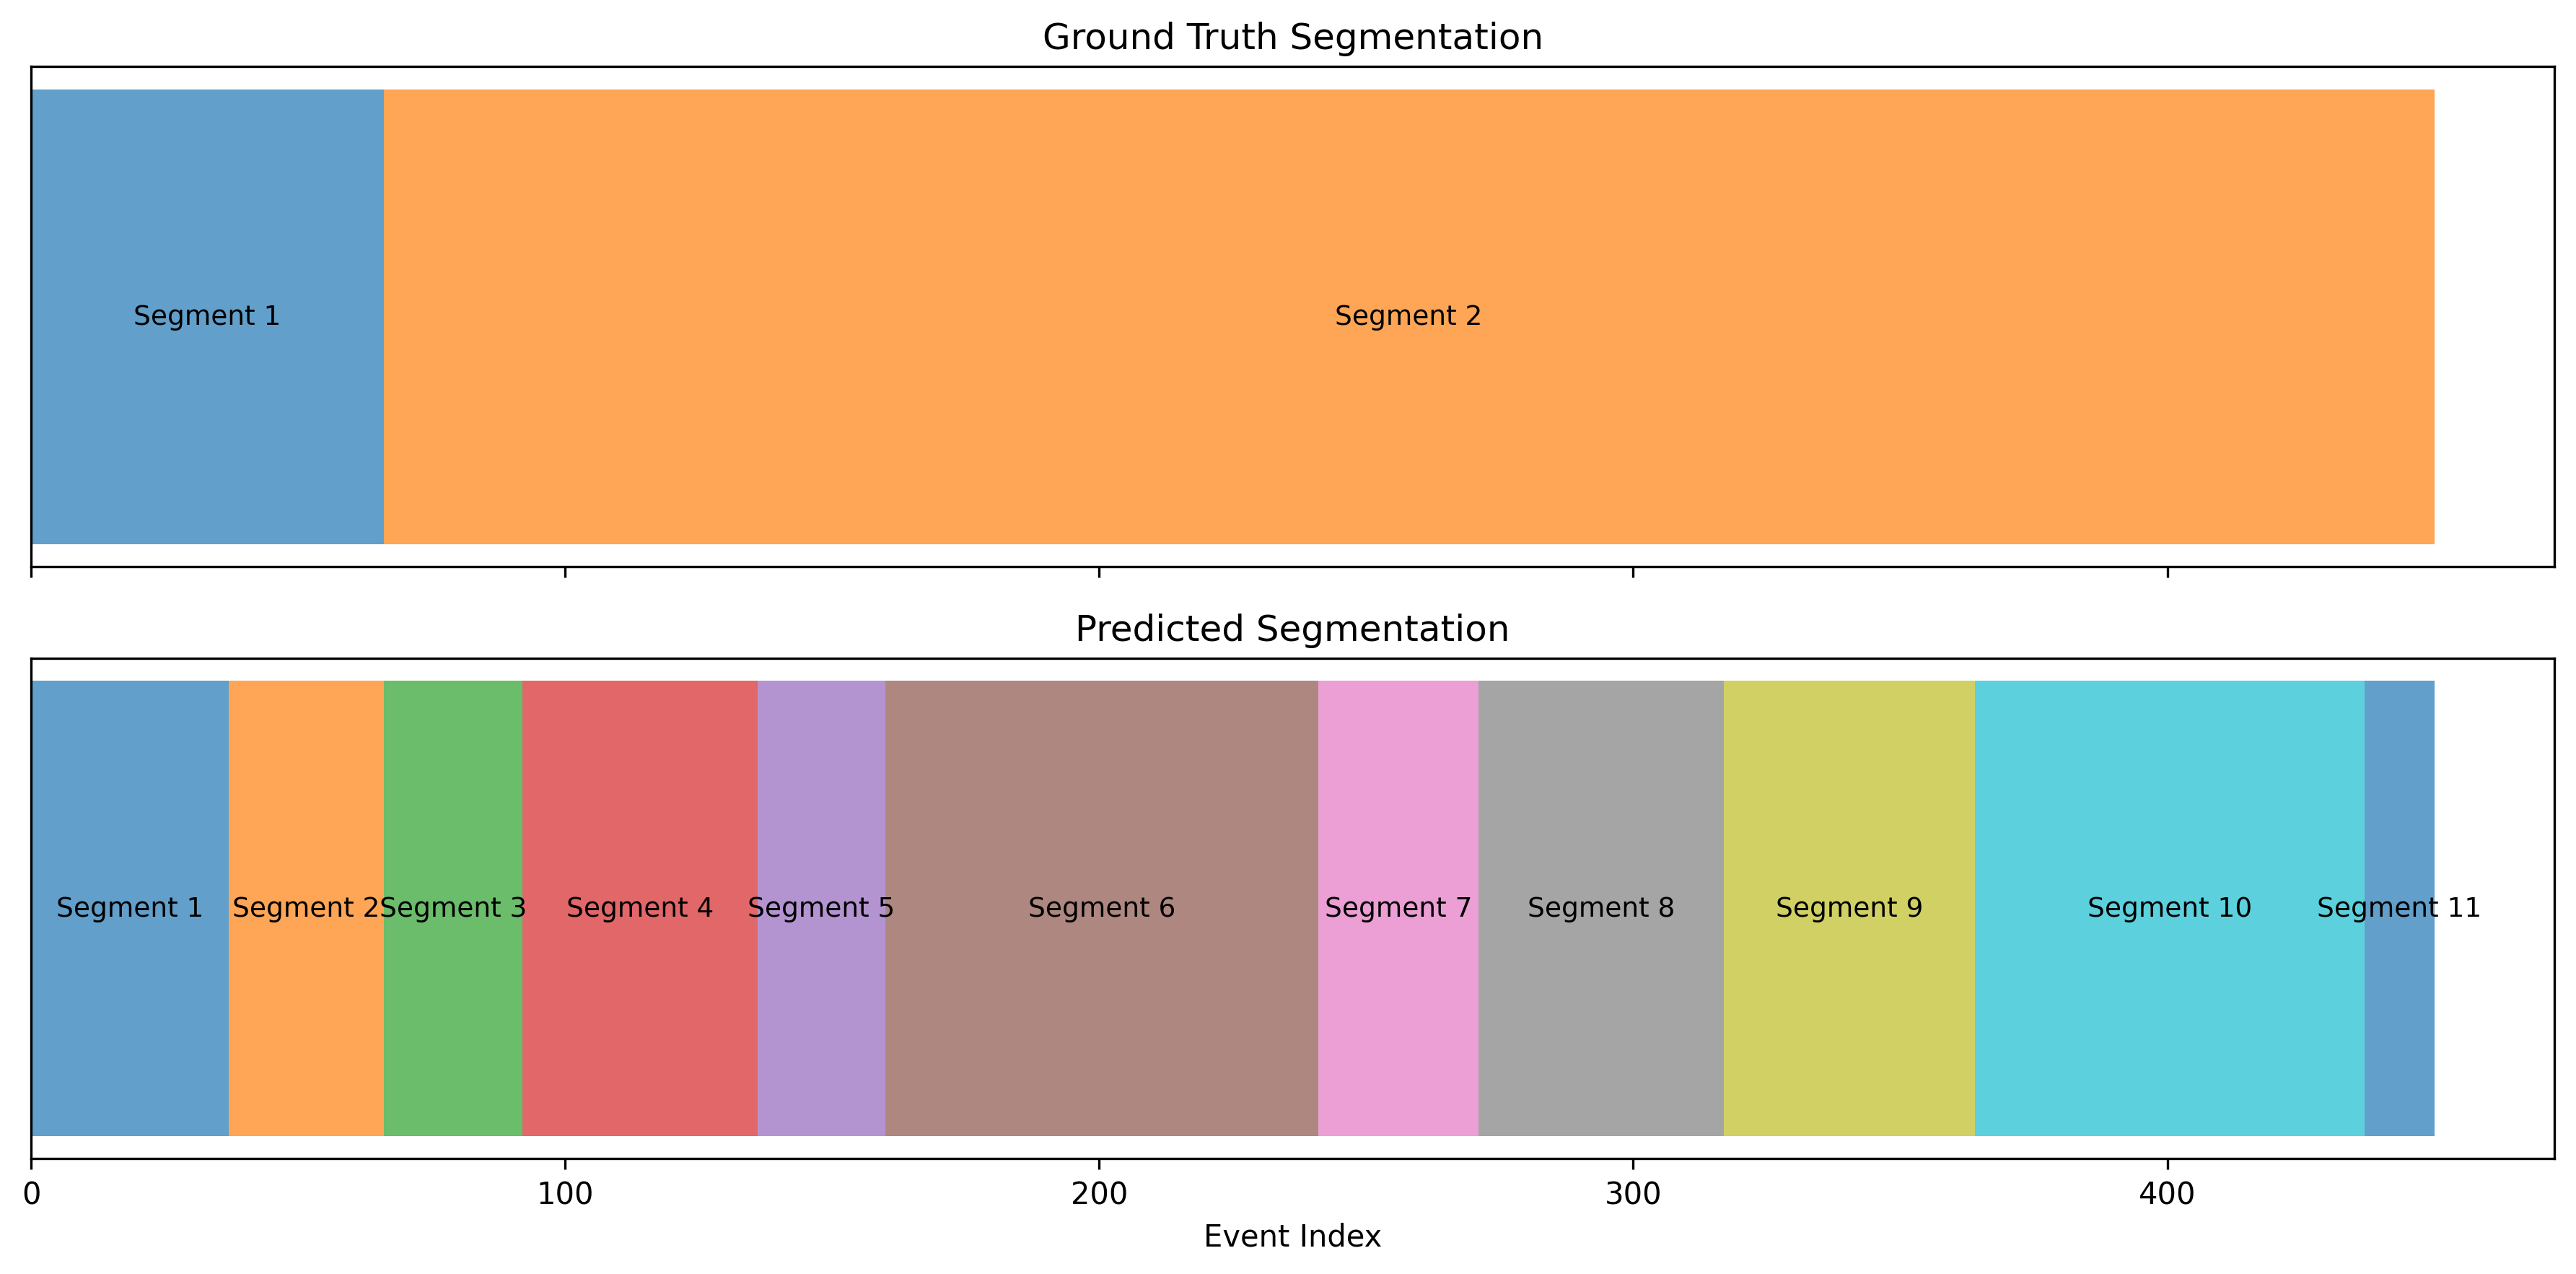 Ground Truth Segmentation
Segment 1
Segment 2
Predicted Segmentation
Segment 1
Segment 2
Segment 3
Segment 4
Segment 5
Segment 6
Segment 7
Segment 8
Segment 9
Segment 10
Segment 11
0
100
200
300
400
Event Index